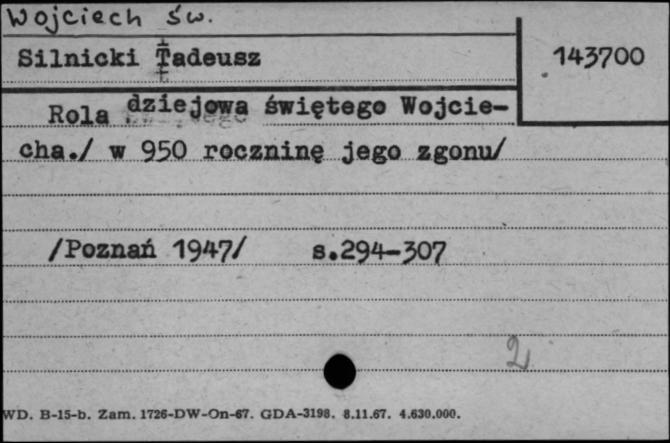 Wojciech św.
Silnicki Tadeusz
143700
Rola dziejowa świętego Wojcie-
cha./ w 950 roczninę jego zgonu/
/Poznań 1947/ s.294-307
2
WD. B-15-b. Zam. 1726-DW-On-67. GDA-3198. 8.11.67. 4.630.000.